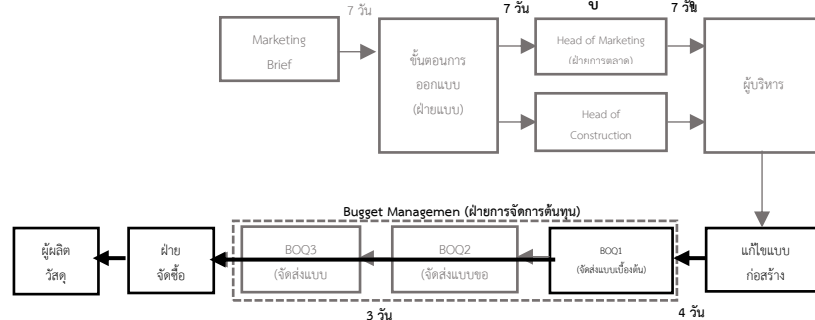 7 วัน
7 วัน
7 วัน
Marketing
Brief
ขั้นตอนการ
ออกแบบ
(ฝ่ายแบบ)
Head of Marketing
(ฝ่ายการตลาด)
Head of
Construction
ผู้บริหาร
Bugget Managemen (ฝ่ายการจัดการต้นทุน)
ผู้ผลิต
วัสดุ
ฝ่าย
จัดซื้อ
BOQ3
(จัดส่งแบบ
BOQ2
(จัดส่งแบบขอ
BOQ1
(จัดส่งแบบเบื้องต้น)
แก้ไขแบบ
ก่อสร้าง
3 วัน
4 วัน